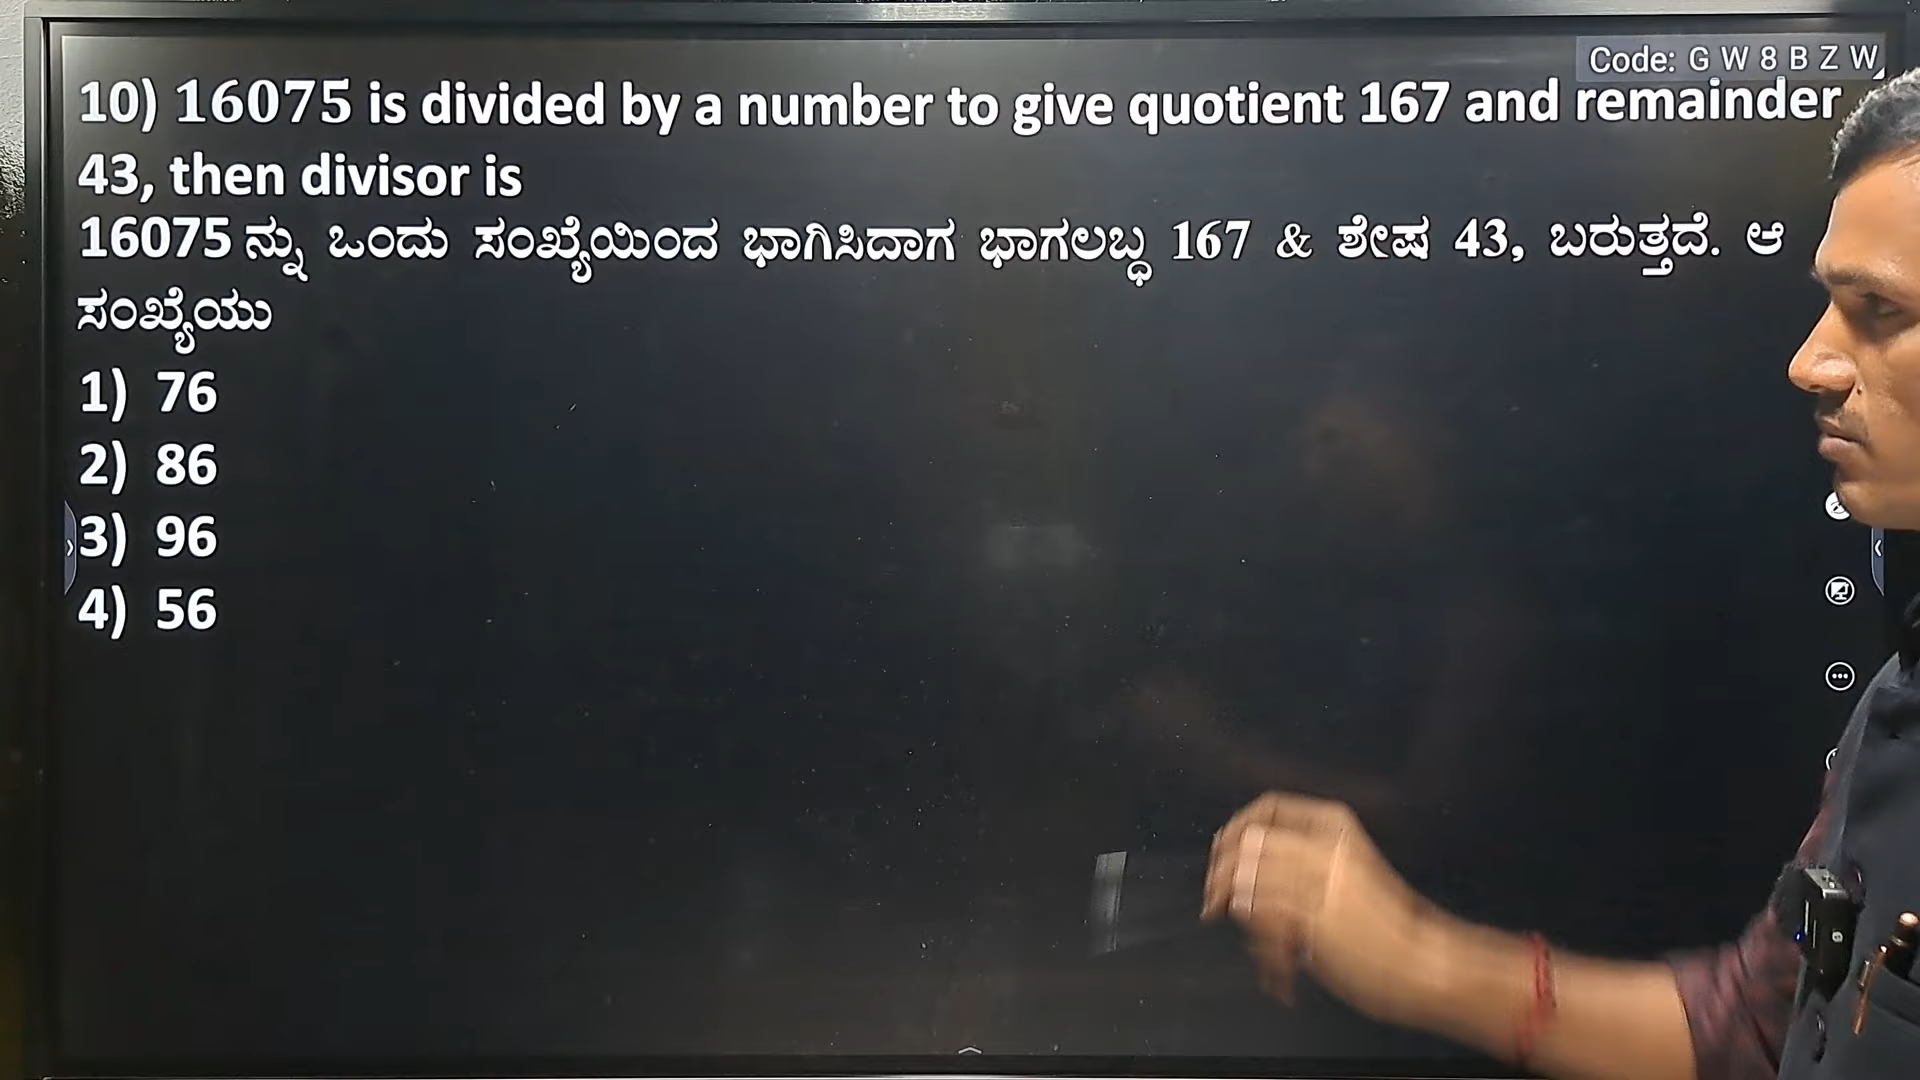 Code: G W 8 B Z W
10) 16075 is divided by a number to give quotient 167 and remainder
43, then divisor is
16075 ನ್ನು ಒಂದು ಸಂಖ್ಯೆಯಿಂದ ಭಾಗಿಸಿದಾಗ ಭಾಗಲಬ್ಧ 167 & ಶೇಷ 43, ಬರುತ್ತದೆ. ಆ
ಸಂಖ್ಯೆಯು
1) 76
2) 86
3) 96
4) 56